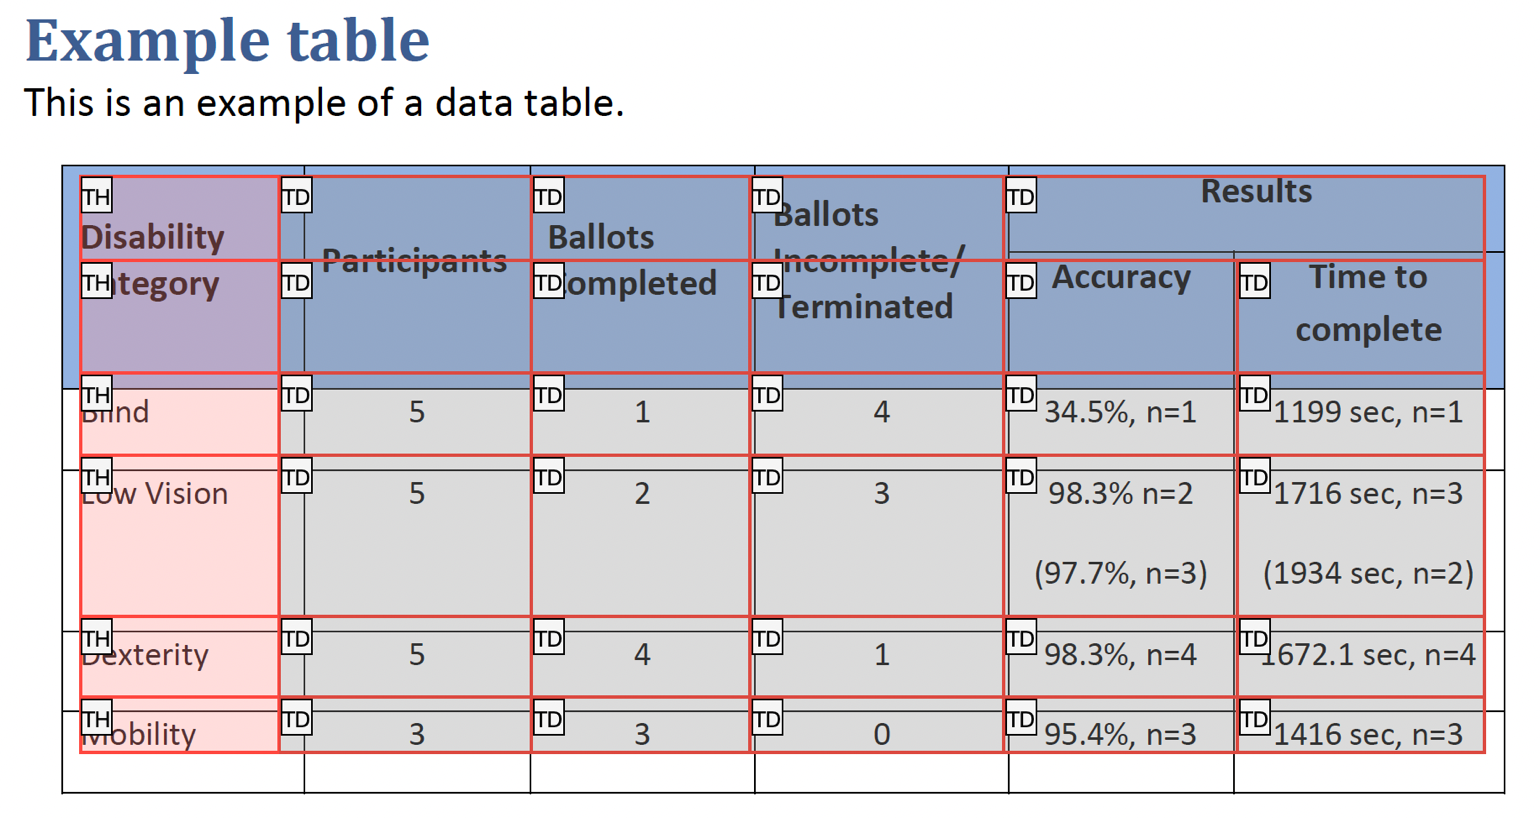 Example table
This is an example of a data table.
TH TD TD TD TD Results
Disability Participants Ballots Ballots
Category Completed Incomplete/
Terminated
TH TD TD TD TD Accuracy TD Time to
complete
TH TD TD TD TD TD
Blind 5 1 4 34.5%, n=1 1199 sec, n=1
TH TD TD TD TD TD
Low Vision 5 2 3 98.3% n=2 1716 sec, n=3
(97.7%, n=3) (1934 sec, n=2)
TH TD TD TD TD TD
Dexterity 5 4 1 98.3%, n=4 1672.1 sec, n=4
TH TD TD TD TD TD
Mobility 3 3 0 95.4%, n=3 1416 sec, n=3